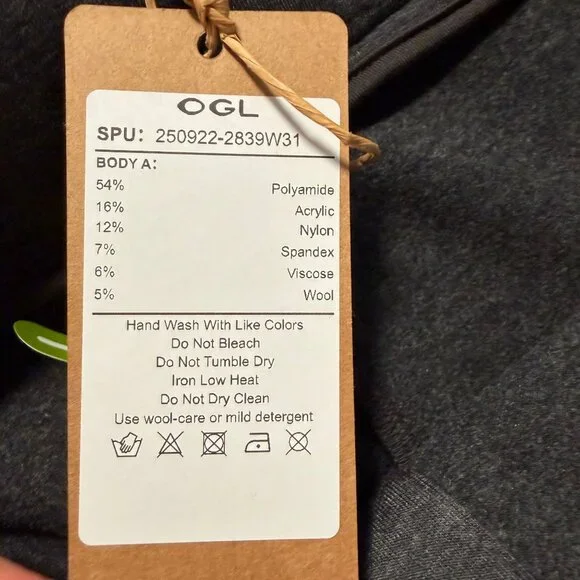 OGL
SPU: 250922-2839W31
BODY A:
54% Polyamide
16% Acrylic
12% Nylon
7% Spandex
6% Viscose
5% Wool
Hand Wash With Like Colors
Do Not Bleach
Do Not Tumble Dry
Iron Low Heat
Do Not Dry Clean
Use wool-care or mild detergent